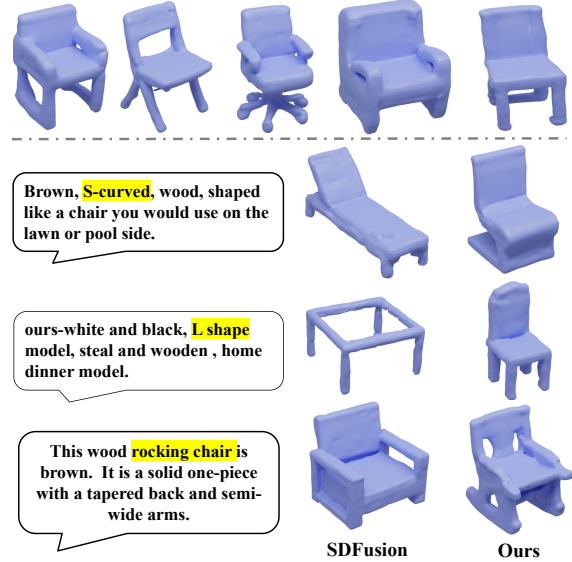 Brown, S-curved, wood, shaped
like a chair you would use on the
lawn or pool side.
ours-white and black, L shape
model, steal and wooden , home
dinner model.
This wood rocking chair is
brown. It is a solid one-piece
with a tapered back and semi-
wide arms.
SDFusion
Ours